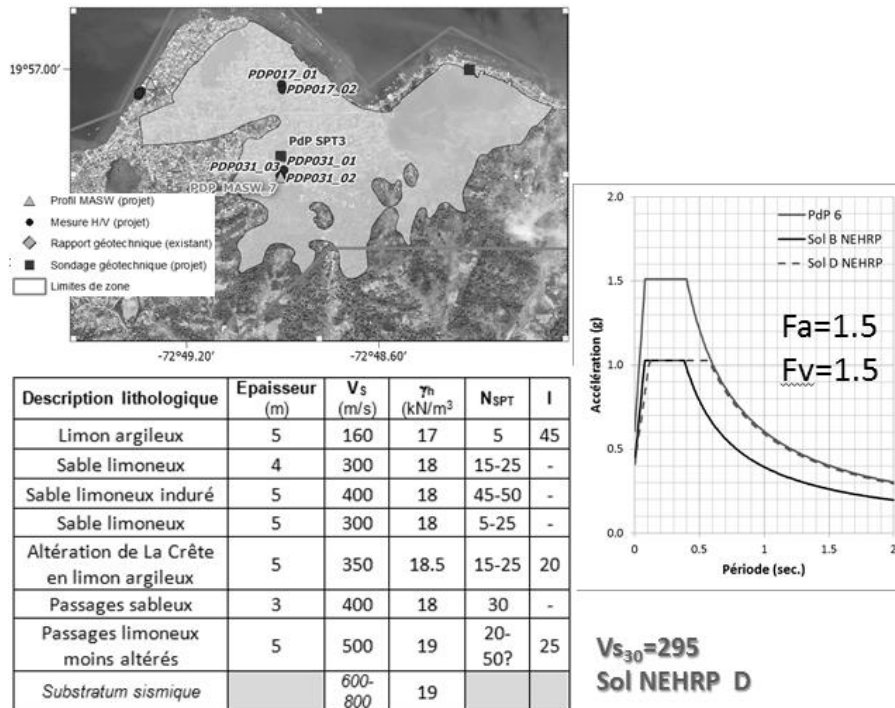 19°57.00'
PDP017_01
PDP017_02
PdP SPT3
PDP031_03
PDP031_01
PDP031_02
PDP_MASW_7
Profil MASW (projet)
Mesure H/V (projet)
Rapport géotechnique (existant)
Sondage géotechnique (projet)
Limites de zone
-72°49.20'
-72°48.60'
Description lithologique Epaisseur (m) Vs (m/s) γh (kN/m³ NSPT I
Limon argileux 5 160 17 5 45
Sable limoneux 4 300 18 15-25 -
Sable limoneux induré 5 400 18 45-50 -
Sable limoneux 5 300 18 5-25 -
Altération de La Crête en limon argileux 5 350 18.5 15-25 20
Passages sableux 3 400 18 30 -
Passages limoneux moins altérés 5 500 19 20-50? 25
Substratum sismique 600-800 19
Accélération (g)
2.0
1.5
1.0
0.5
0.0
PdP 6
Sol B NEHRP
Sol D NEHRP
Fa=1.5
Fv=1.5
0 0.5 1 1.5 2
Période (sec.)
Vs30=295
Sol NEHRP D